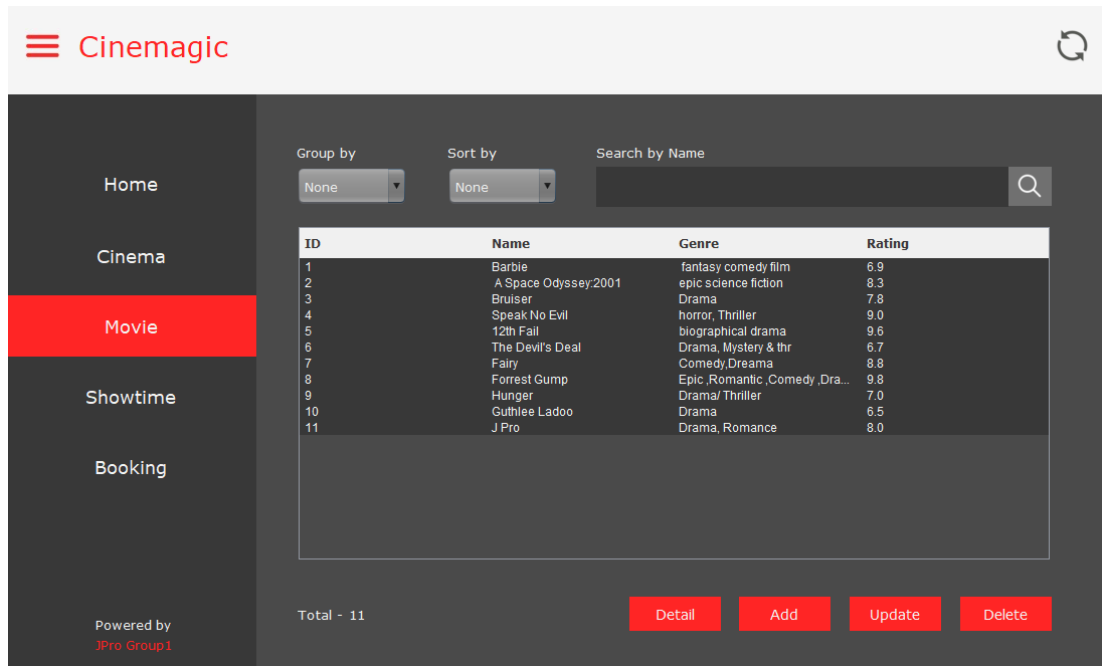 Cinemagic
Home
Cinema
Movie
Showtime
Booking
Powered by
JPro Group1
Group by Sort by Search by Name
None None
ID Name Genre Rating
1 Barbie fantasy comedy film 6.9
2 A Space Odyssey:2001 epic science fiction 8.3
3 Bruiser Drama 7.8
4 Speak No Evil horror, Thriller 9.0
5 12th Fail biographical drama 9.6
6 The Devil's Deal Drama, Mystery & thr 6.7
7 Fairy Comedy,Dreama 8.8
8 Forrest Gump Epic ,Romantic ,Comedy ,Dra... 9.8
9 Hunger Drama/ Thriller 7.0
10 Guthlee Ladoo Drama 6.5
11 J Pro Drama, Romance 8.0
Total - 11 Detail Add Update Delete